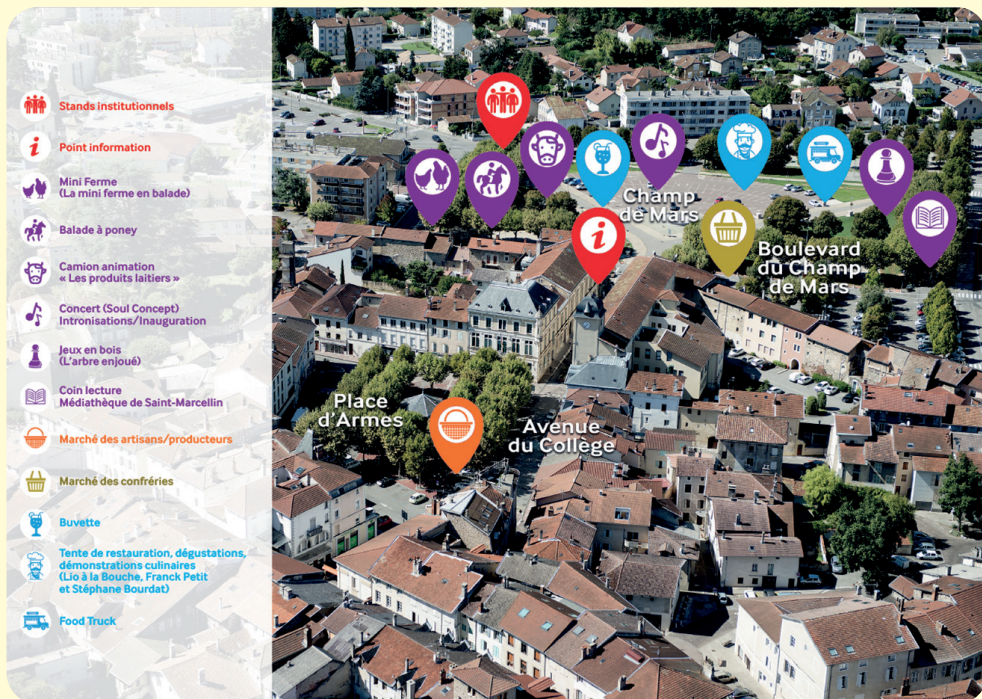 Stands institutionnels
Point information
Mini Ferme
(La mini ferme en balade)
Balade à poney
Camion animation
« Les produits laitiers »
Concert (Soul Concept)
Intronisations/Inauguration
Jeux en bois
(L'arbre enjoué)
Coin lecture
Médiathèque de Saint-Marcellin
Marché des artisans/producteurs
Marché des confréries
Buvette
Tente de restauration, dégustations,
démonstrations culinaires
(Lio à la Bouche, Franck Petit
et Stéphane Bourdat)
Food Truck
Champ
de Mars
i
Boulevard
du Champ
de Mars
Place
d'Armes
Avenue
du Collège